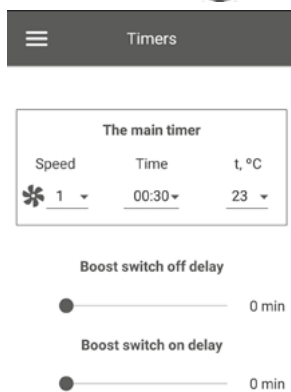 Timers
The main timer
Speed Time t, °C
1 00:30 23
Boost switch off delay
0 min
Boost switch on delay
0 min